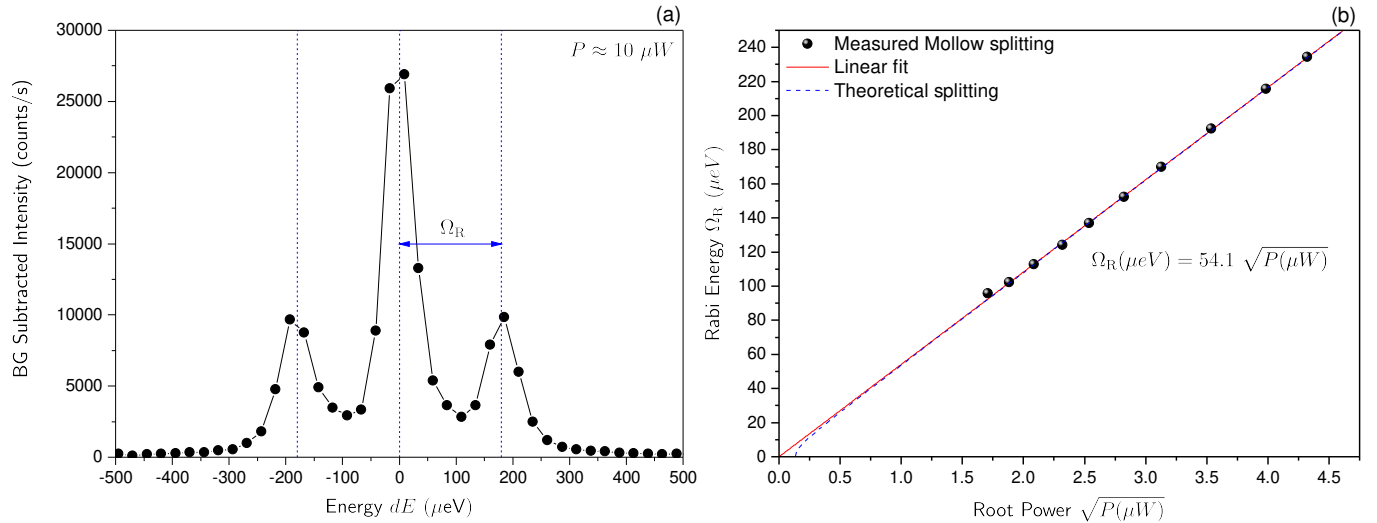 (a)
P ≈ 10 μW
30000
25000
20000
15000
10000
5000
0
BG Subtracted Intensity (counts/s)
Ω_R
-500 -400 -300 -200 -100 0 100 200 300 400 500
Energy dE (μeV)
(b)
Measured Mollow splitting
Linear fit
Theoretical splitting
240
220
200
180
160
140
120
100
80
60
40
20
0
Rabi Energy Ω_R (μeV)
Ω_R(μeV) = 54.1 √P(μW)
0.0 0.5 1.0 1.5 2.0 2.5 3.0 3.5 4.0 4.5
Root Power √P(μW)